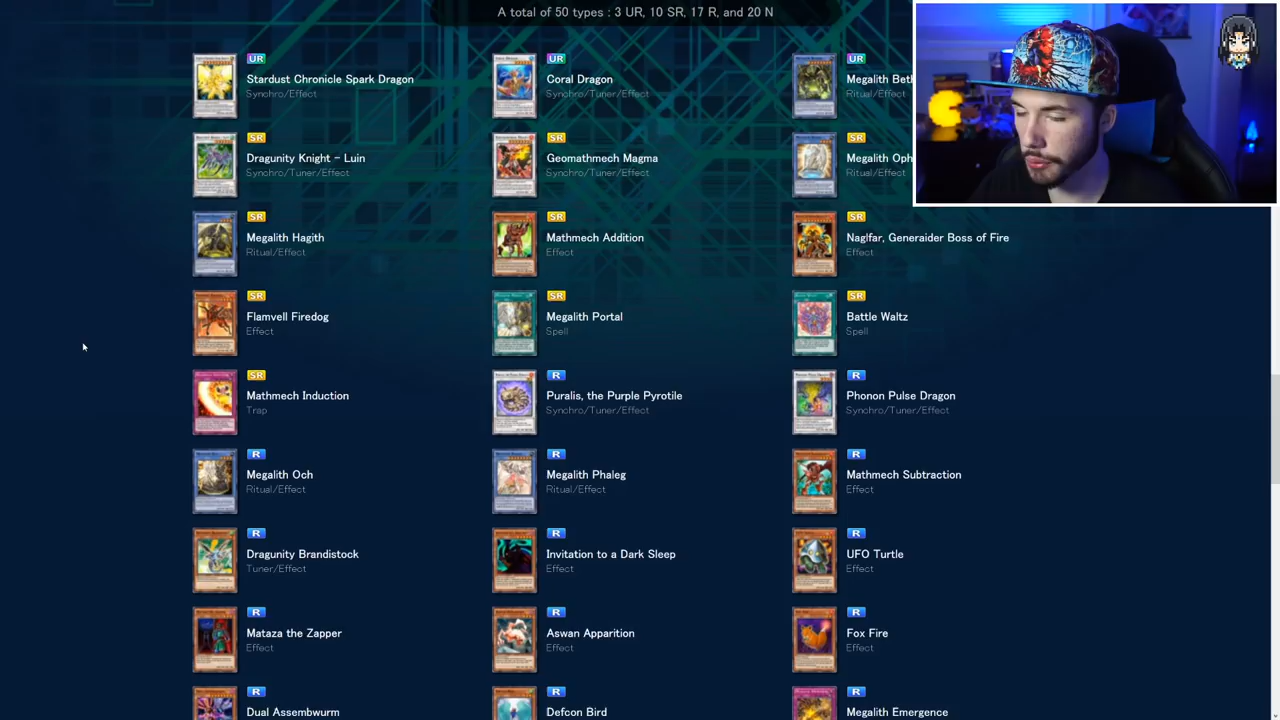 A total of 50 types : 3 UR, 10 SR, 17 R, and 20 N
UR
Stardust Chronicle Spark Dragon
Synchro/Effect
UR
Coral Dragon
Synchro/Tuner/Effect
UR
Megalith Beth
Ritual/Effect
SR
Dragunity Knight - Luin
Synchro/Tuner/Effect
SR
Geomathmech Magma
Synchro/Tuner/Effect
SR
Megalith Oph
Ritual/Effect
SR
Megalith Hagith
Ritual/Effect
SR
Mathmech Addition
Effect
SR
Naglfar, Generaider Boss of Fire
Effect
SR
Flamvell Firedog
Effect
SR
Megalith Portal
Spell
SR
Battle Waltz
Spell
SR
Mathmech Induction
Trap
R
Puralis, the Purple Pyrotile
Synchro/Tuner/Effect
R
Phonon Pulse Dragon
Synchro/Tuner/Effect
R
Megalith Och
Ritual/Effect
R
Megalith Phaleg
Ritual/Effect
R
Mathmech Subtraction
Effect
R
Dragunity Brandistock
Tuner/Effect
R
Invitation to a Dark Sleep
Effect
R
UFO Turtle
Effect
R
Mataza the Zapper
Effect
R
Aswan Apparition
Effect
R
Fox Fire
Effect
R
Dual Assembwurm
R
Defcon Bird
R
Megalith Emergence